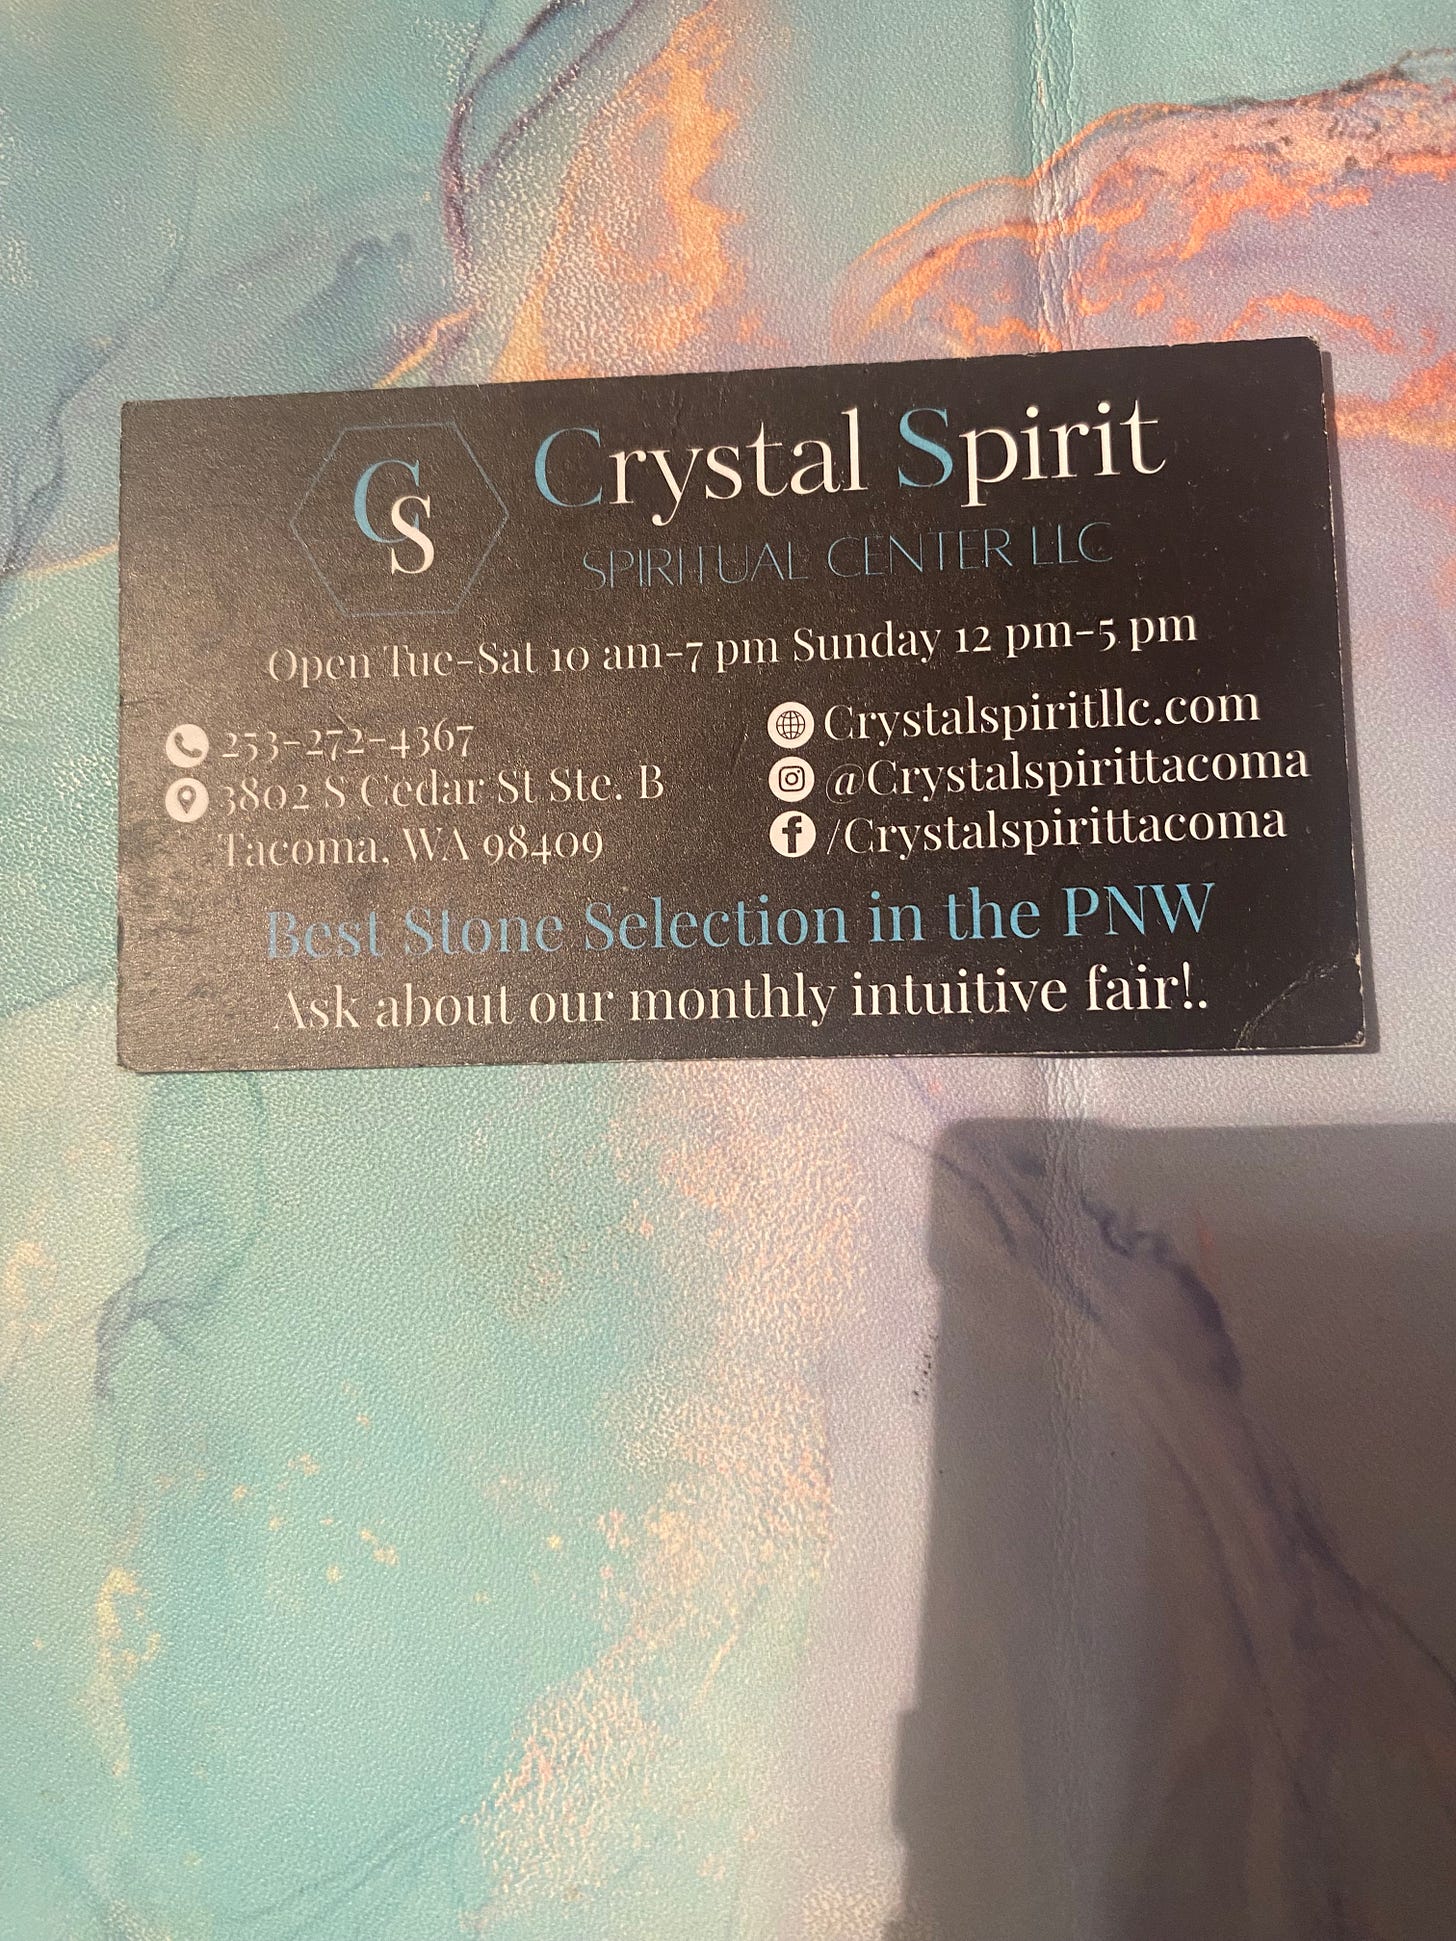 CS
Crystal Spirit
SPIRITUAL CENTER LLC
Open Tue-Sat 10 am-7 pm Sunday 12 pm-5 pm
253-272-4367
3802 S Cedar St Ste. B
Tacoma, WA 98409
Crystalspiritllc.com
@Crystalspirittacoma
/Crystalspirittacoma
Best Stone Selection in the PNW
Ask about our monthly intuitive fair!.